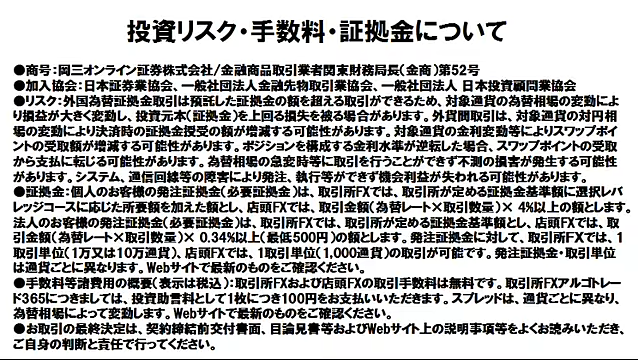 投資リスク・手数料・証拠金について
●商号：岡三オンライン証券株式会社/金融商品取引業者関東財務局長(金商)第52号
●加入協会：日本証券業協会、一般社団法人金融先物取引業協会、一般社団法人 日本投資顧問業協会
●リスク：外国為替証拠金取引は預託した証拠金の額を超える取引ができるため、対象通貨の為替相場の変動によ
り損益が大きく変動し、投資元本(証拠金)を上回る損失を被る場合があります。外貨間取引は、対象通貨の対円相
場の変動により決済時の証拠金授受の額が増減する可能性があります。対象通貨の金利変動等によりスワップポイ
ントの受取額が増減する可能性があります。ポジションを構成する金利水準が逆転した場合、スワップポイントの受取
から支払に転じる可能性があります。為替相場の急変時等に取引を行うことができず不測の損害が発生する可能性
があります。システム、通信回線等の障害により発注、執行等ができず機会利益が失われる可能性があります。
●証拠金：個人のお客様の発注証拠金(必要証拠金)は、取引所FXでは、取引所が定める証拠金基準額に選択レバ
レッジコースに応じた所要額を加えた額とし、店頭FXでは、取引金額(為替レート×取引数量)× 4%以上の額とします。
法人のお客様の発注証拠金(必要証拠金)は、取引所FXでは、取引所が定める証拠金基準額とし、店頭FXでは、取
引金額(為替レート×取引数量)× 0.34%以上(最低500円)の額とします。発注証拠金に対して、取引所FXでは、1
取引単位(1万又は10万通貨)、店頭FXでは、1取引単位(1,000通貨)の取引が可能です。発注証拠金・取引単位
は通貨ごとに異なります。Webサイトで最新のものをご確認ください。
●手数料等諸費用の概要(表示は税込)：取引所FXおよび店頭FXの取引手数料は無料です。取引所FXアルゴトレー
ド365につきましては、投資助言料として1枚につき100円をお支払いいただきます。スプレッドは、通貨ごとに異なり、
為替相場によって変動します。Webサイトで最新のものをご確認ください。
●お取引の最終決定は、契約締結前交付書面、目論見書等およびWebサイト上の説明事項等をよくお読みいただき、
ご自身の判断と責任で行ってください。